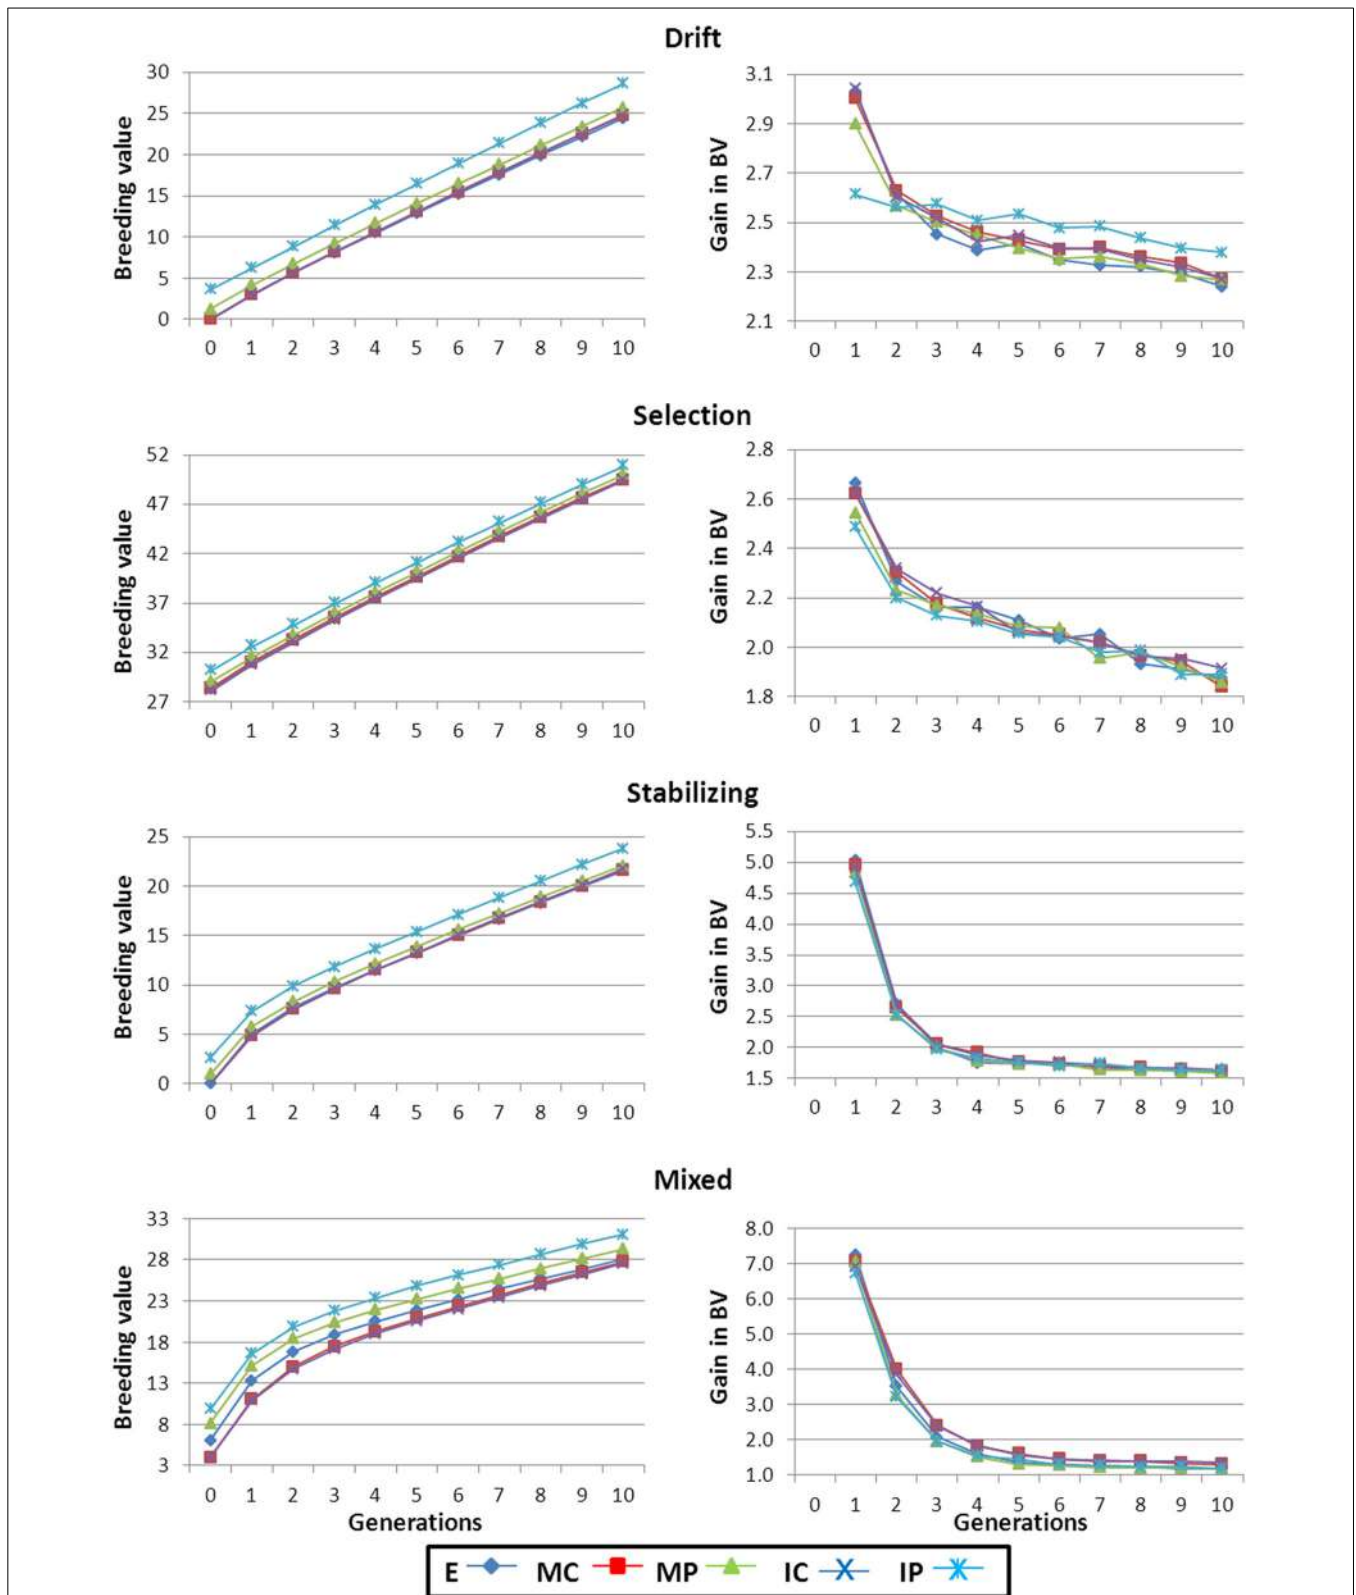 Drift
Breeding value
30
25
20
15
10
5
0
0 1 2 3 4 5 6 7 8 9 10
Gain in BV
3.1
2.9
2.7
2.5
2.3
2.1
0 1 2 3 4 5 6 7 8 9 10
Selection
Breeding value
52
47
42
37
32
27
0 1 2 3 4 5 6 7 8 9 10
Gain in BV
2.8
2.6
2.4
2.2
2.0
1.8
0 1 2 3 4 5 6 7 8 9 10
Stabilizing
Breeding value
25
20
15
10
5
0
0 1 2 3 4 5 6 7 8 9 10
Gain in BV
5.5
5.0
4.5
4.0
3.5
3.0
2.5
2.0
1.5
0 1 2 3 4 5 6 7 8 9 10
Mixed
Breeding value
33
28
23
18
13
8
3
0 1 2 3 4 5 6 7 8 9 10
Generations
Gain in BV
8.0
7.0
6.0
5.0
4.0
3.0
2.0
1.0
0 1 2 3 4 5 6 7 8 9 10
Generations
E MC MP IC IP